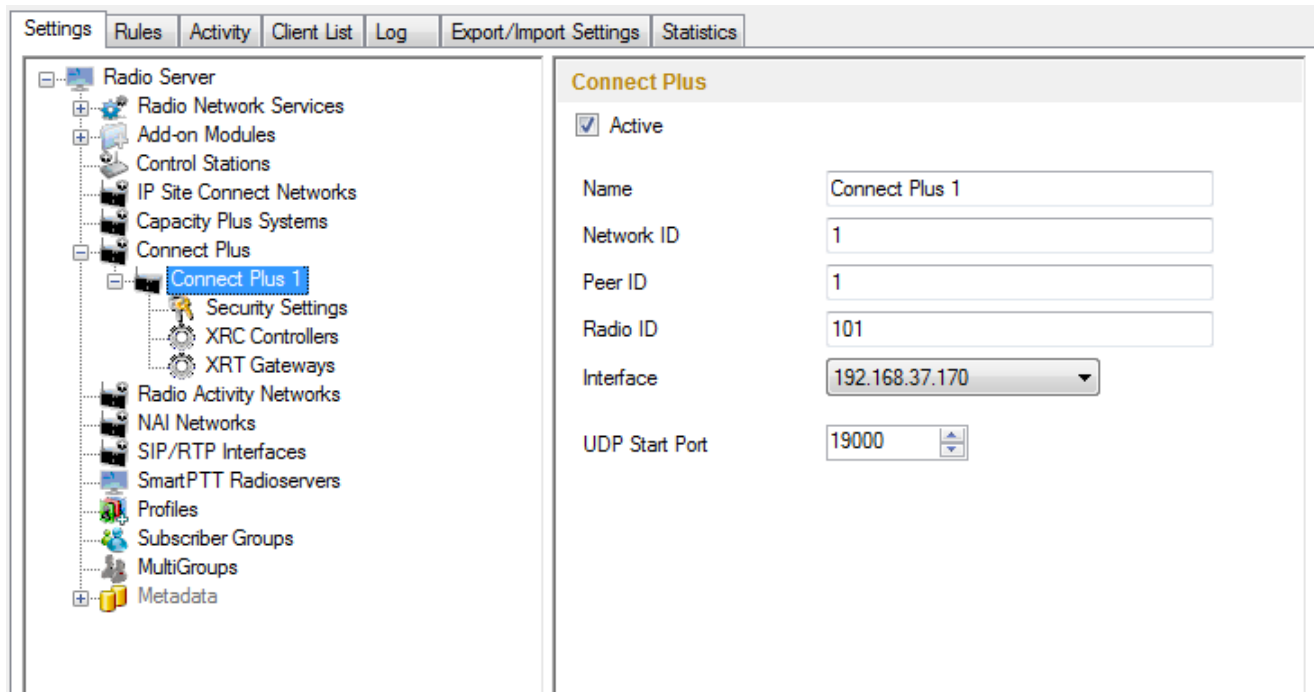 Settings Rules Activity Client List Log Export/Import Settings Statistics
Radio Server
Radio Network Services
Add-on Modules
Control Stations
IP Site Connect Networks
Capacity Plus Systems
Connect Plus
Connect Plus 1
Security Settings
XRC Controllers
XRT Gateways
Radio Activity Networks
NAI Networks
SIP/RTP Interfaces
SmartPTT Radioservers
Profiles
Subscriber Groups
MultiGroups
Metadata
Connect Plus
Active
Name Connect Plus 1
Network ID 1
Peer ID 1
Radio ID 101
Interface 192.168.37.170
UDP Start Port 19000